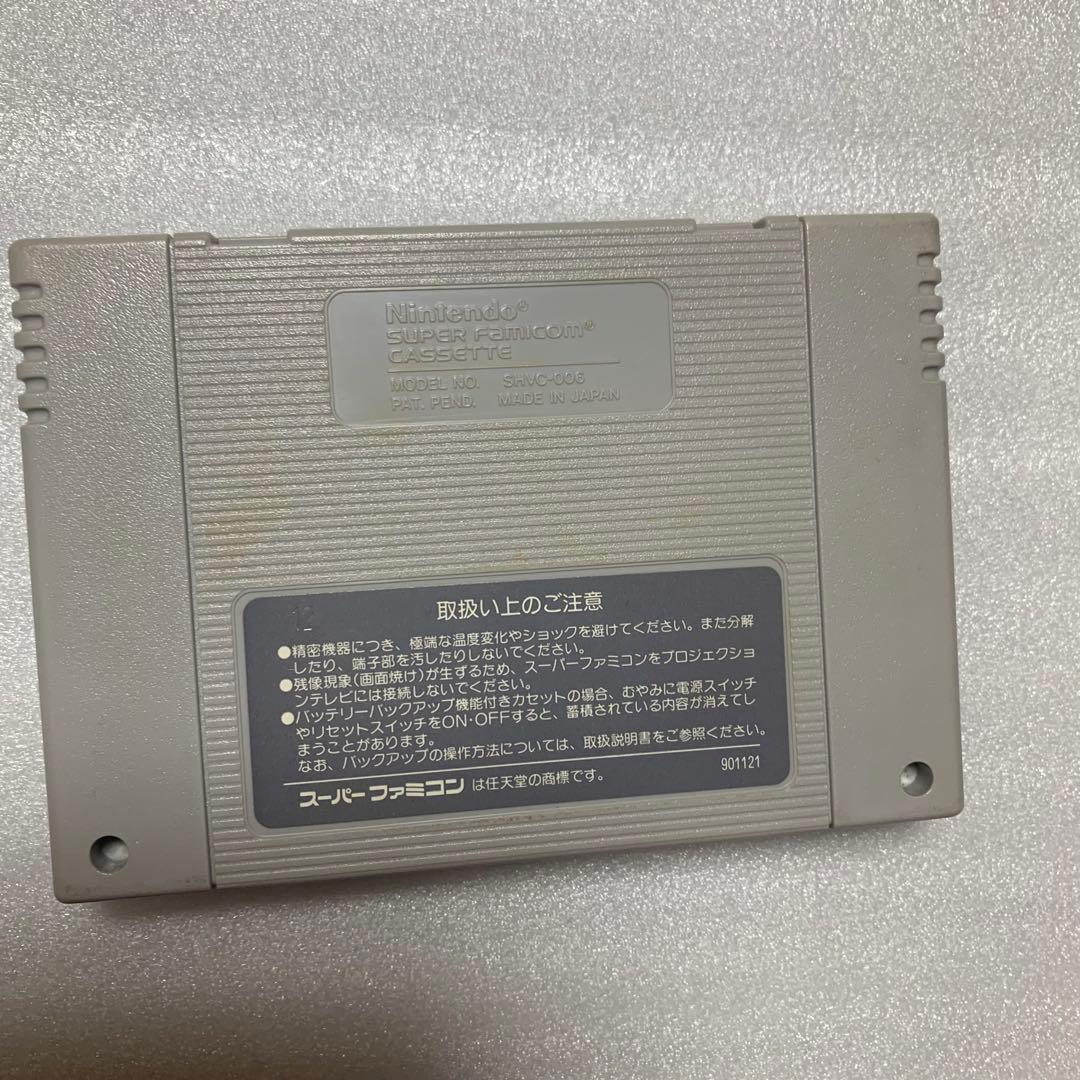 Nintendo®
SUPER FAMICOM®
CASSETTE
MODEL NO. SHVC-006
PAT. PEND. MADE IN JAPAN
12
取扱い上のご注意
●精密機器につき、極端な温度変化やショックを避けてください。また分解
したり、端子部を汚したりしないでください。
●残像現象(画面焼け)が生ずるため、スーパーファミコンをプロジェクショ
ンテレビには接続しないでください。
●バッテリーバックアップ機能付きカセットの場合、むやみに電源スイッチ
やリセットスイッチをON・OFFすると、蓄積されている内容が消えてし
まうことがあります。
なお、バックアップの操作方法については、取扱説明書をご参照ください。
901121
スーパーファミコンは任天堂の商標です。